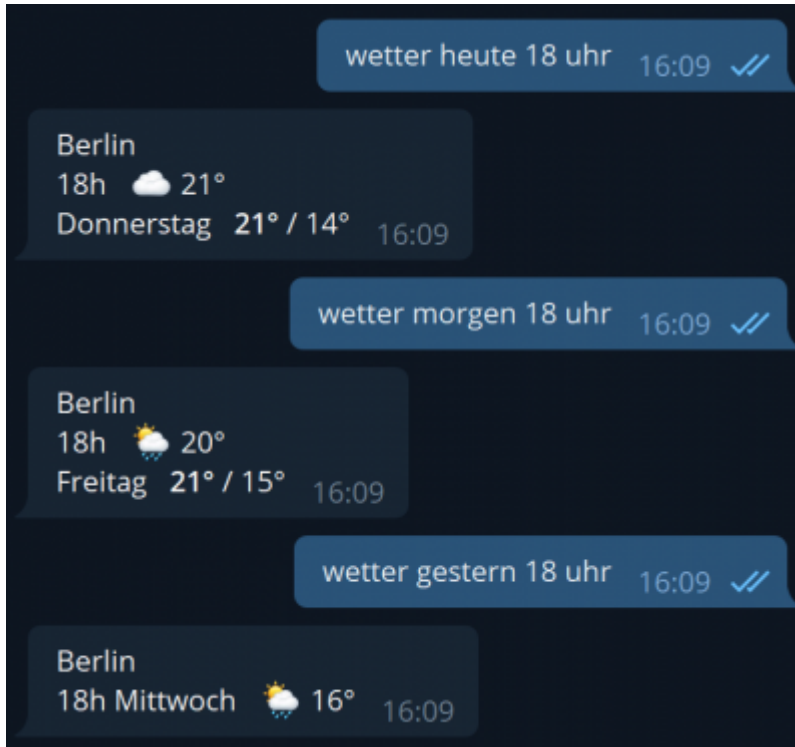 wetter heute 18 uhr 16:09
Berlin
18h ☁️ 21°
Donnerstag 21° / 14° 16:09
wetter morgen 18 uhr 16:09
Berlin
18h 🌦️ 20°
Freitag 21° / 15° 16:09
wetter gestern 18 uhr 16:09
Berlin
18h Mittwoch 🌦️ 16° 16:09